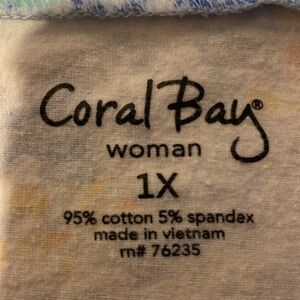 Coral Bay®
woman
1X
95% cotton 5% spandex
made in vietnam
rn# 76235